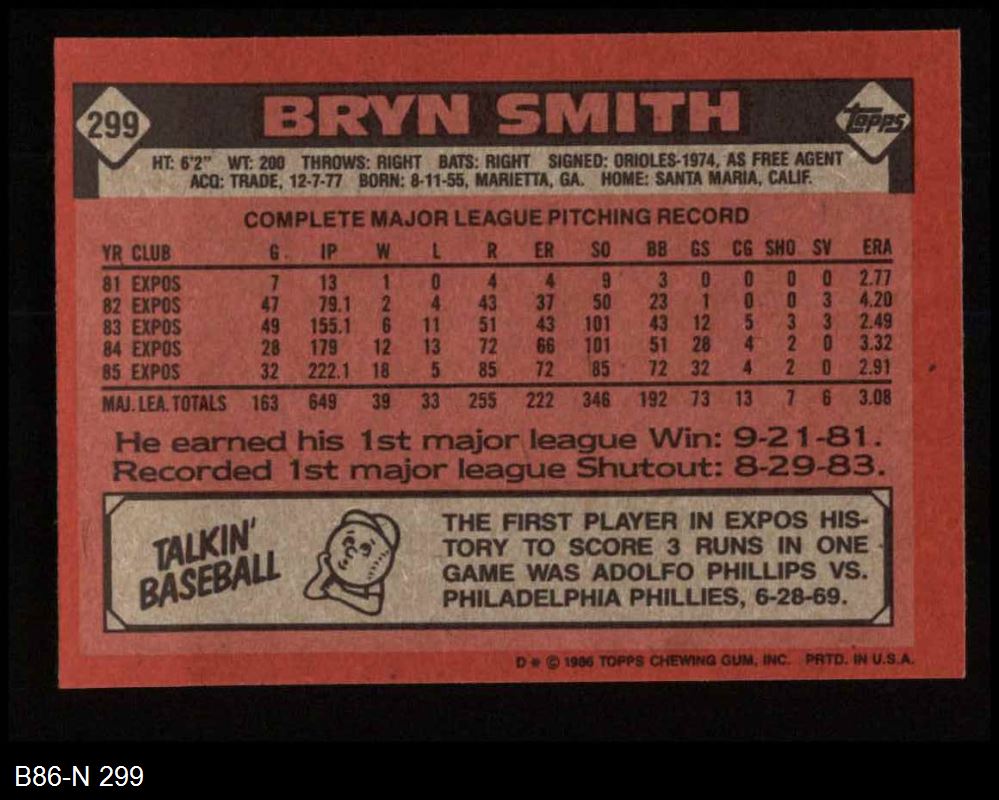 299
BRYN SMITH
Topps
HT: 6'2" WT: 200 THROWS: RIGHT BATS: RIGHT SIGNED: ORIOLES-1974, AS FREE AGENT
ACQ: TRADE, 12-7-77 BORN: 8-11-55, MARIETTA, GA. HOME: SANTA MARIA, CALIF.
COMPLETE MAJOR LEAGUE PITCHING RECORD
YR CLUB G IP W L R ER SO BB GS CG SHO SV ERA
81 EXPOS 7 13 1 0 4 4 9 3 0 0 0 0 2.77
82 EXPOS 47 79.1 2 4 43 37 50 23 1 0 0 3 4.20
83 EXPOS 49 155.1 6 11 51 43 101 43 12 5 3 3 2.49
84 EXPOS 28 179 12 13 72 66 101 51 28 4 2 0 3.32
85 EXPOS 32 222.1 18 5 85 72 85 72 32 4 2 0 2.91
MAJ. LEA. TOTALS 163 649 39 33 255 222 346 192 73 13 7 6 3.08
He earned his 1st major league Win: 9-21-81.
Recorded 1st major league Shutout: 8-29-83.
TALKIN'
BASEBALL
THE FIRST PLAYER IN EXPOS HIS-
TORY TO SCORE 3 RUNS IN ONE
GAME WAS ADOLFO PHILLIPS VS.
PHILADELPHIA PHILLIES, 6-28-69.
D* © 1986 TOPPS CHEWING GUM, INC. PRTD. IN U.S.A.
B86-N 299